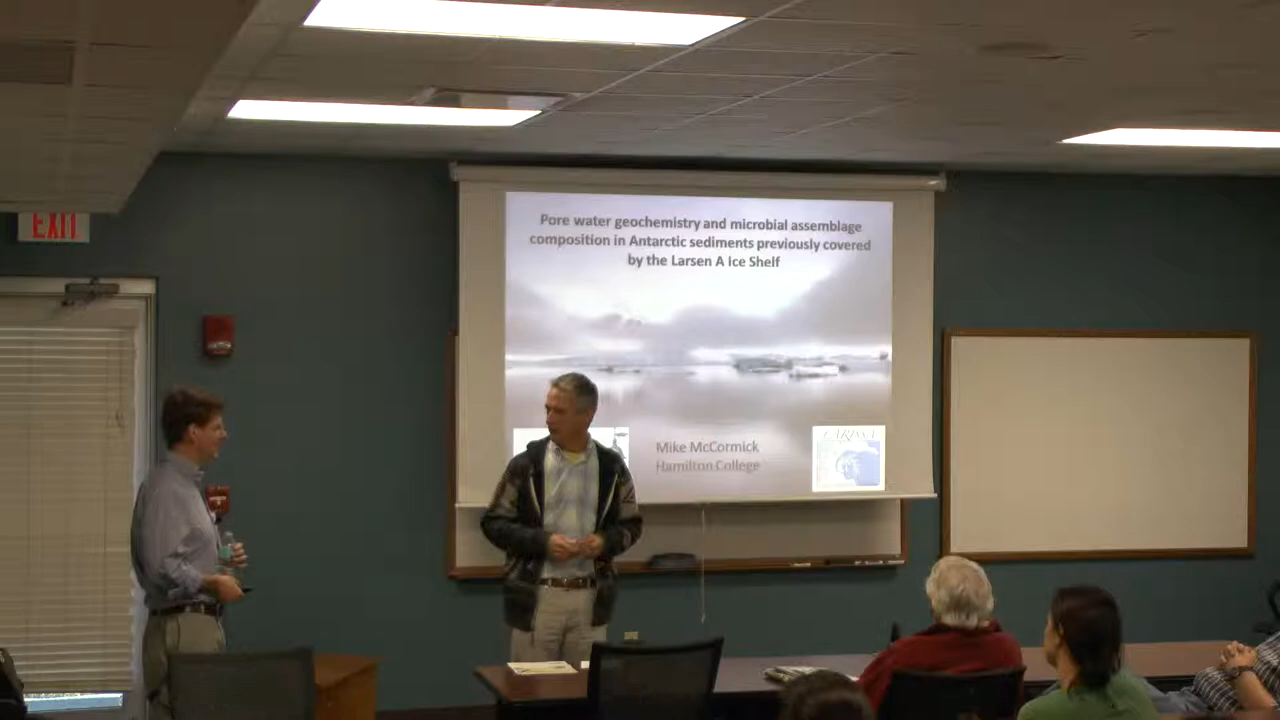 EXIT
Pore water geochemistry and microbial assemblage
composition in Antarctic sediments previously covered
by the Larsen A Ice Shelf
Mike McCormick
Hamilton College
LARISSA